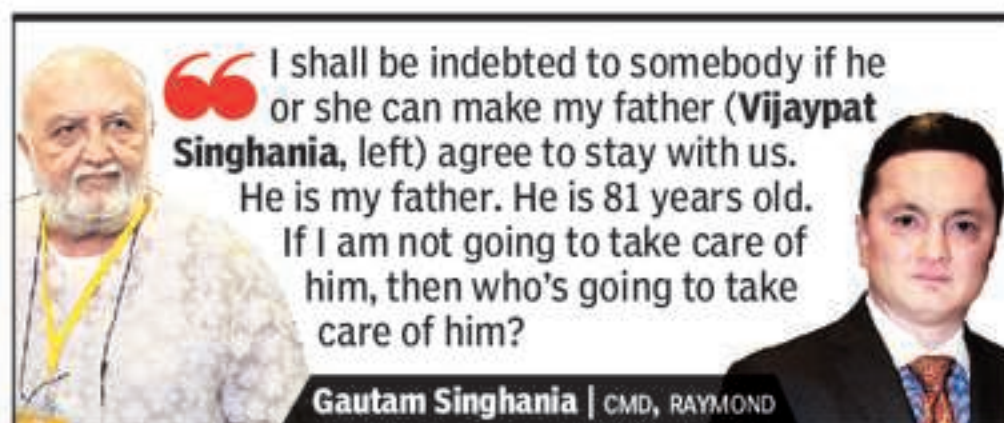 “ I shall be indebted to somebody if he
or she can make my father (Vijaypat
Singhania, left) agree to stay with us.
He is my father. He is 81 years old.
If I am not going to take care of
him, then who’s going to take
care of him?
Gautam Singhania | CMD, RAYMOND